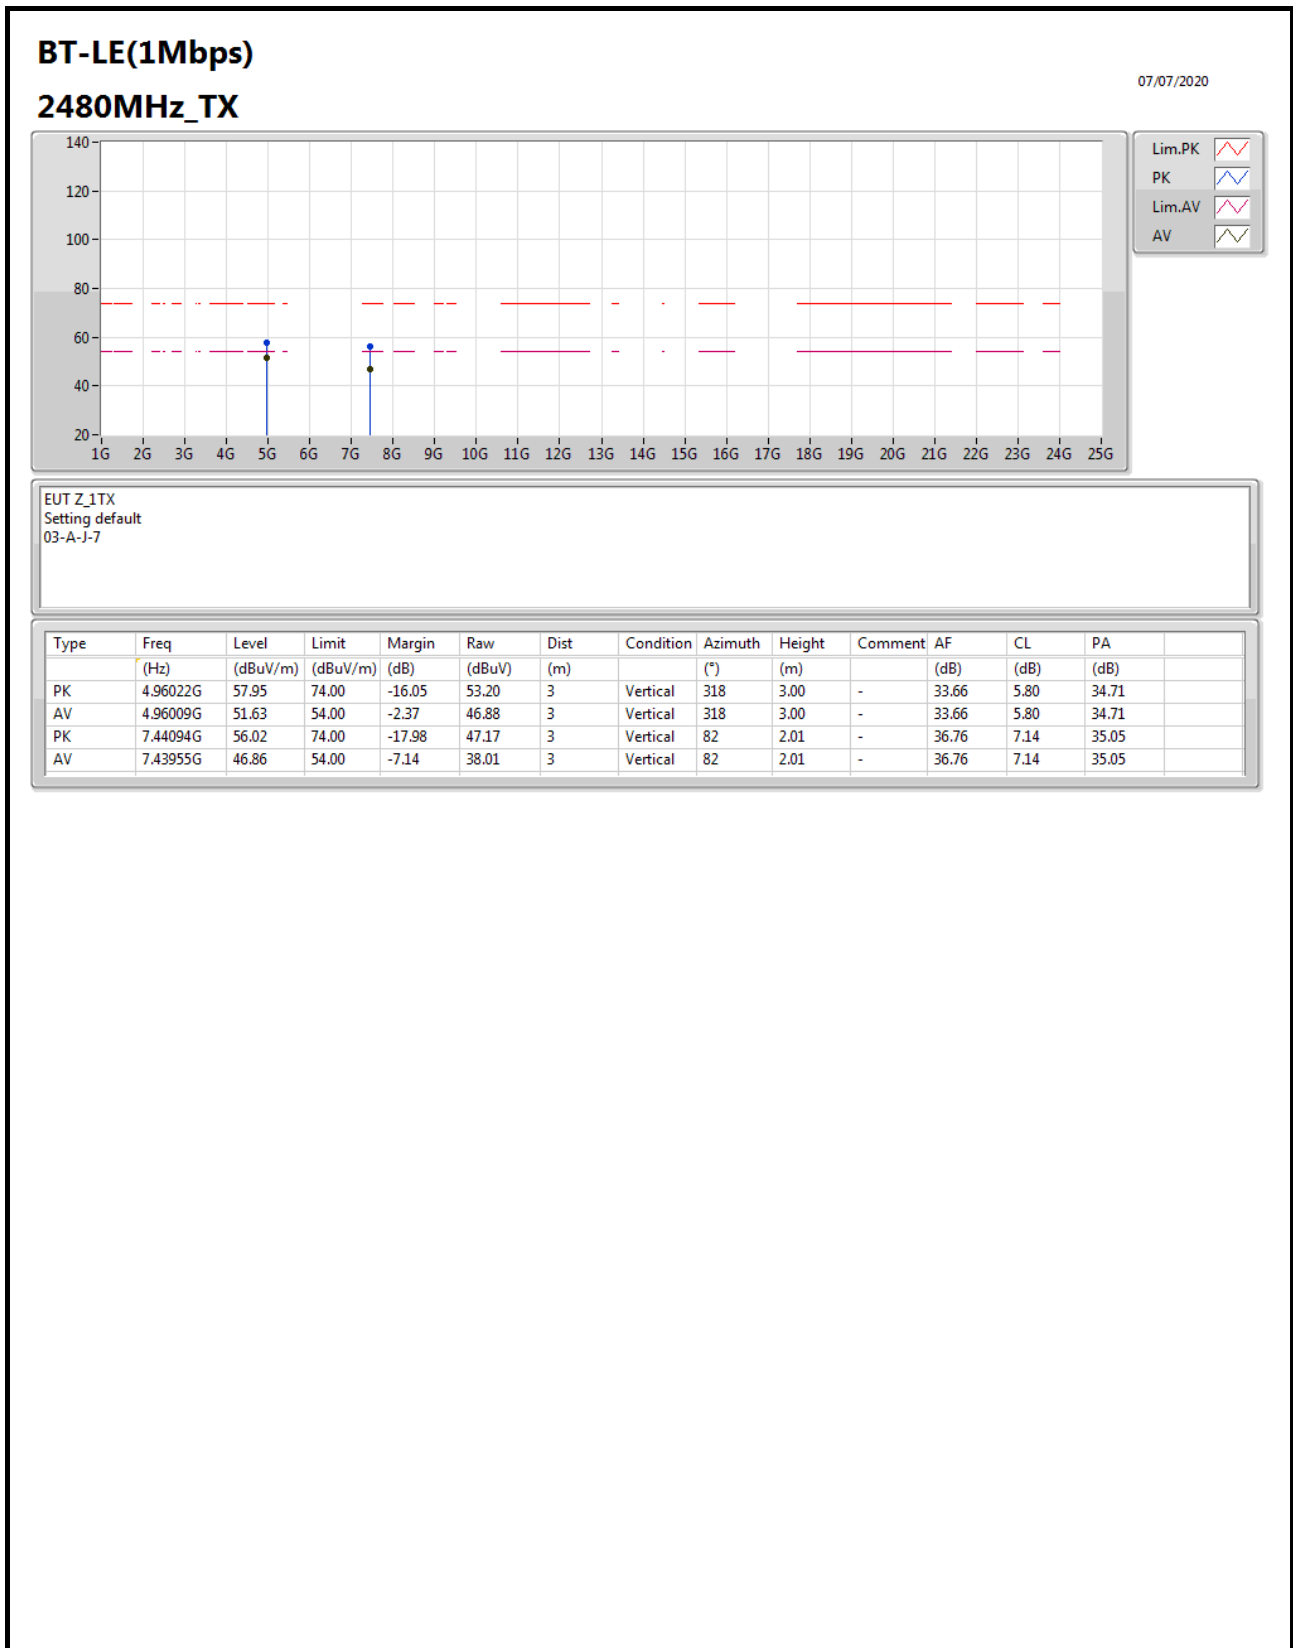 BT-LE(1Mbps)
07/07/2020
2480MHz_TX
140
120
100
80
60
40
20
1G 2G 3G 4G 5G 6G 7G 8G 9G 10G 11G 12G 13G 14G 15G 16G 17G 18G 19G 20G 21G 22G 23G 24G 25G
Lim.PK
PK
Lim.AV
AV
EUT Z_1TX
Setting default
03-A-J-7
Type Freq Level Limit Margin Raw Dist Condition Azimuth Height Comment AF CL PA
(Hz) (dBuV/m) (dBuV/m) (dB) (dBuV) (m) (°) (m) (dB) (dB) (dB)
PK 4.96022G 57.95 74.00 -16.05 53.20 3 Vertical 318 3.00 - 33.66 5.80 34.71
AV 4.96009G 51.63 54.00 -2.37 46.88 3 Vertical 318 3.00 - 33.66 5.80 34.71
PK 7.44094G 56.02 74.00 -17.98 47.17 3 Vertical 82 2.01 - 36.76 7.14 35.05
AV 7.43955G 46.86 54.00 -7.14 38.01 3 Vertical 82 2.01 - 36.76 7.14 35.05